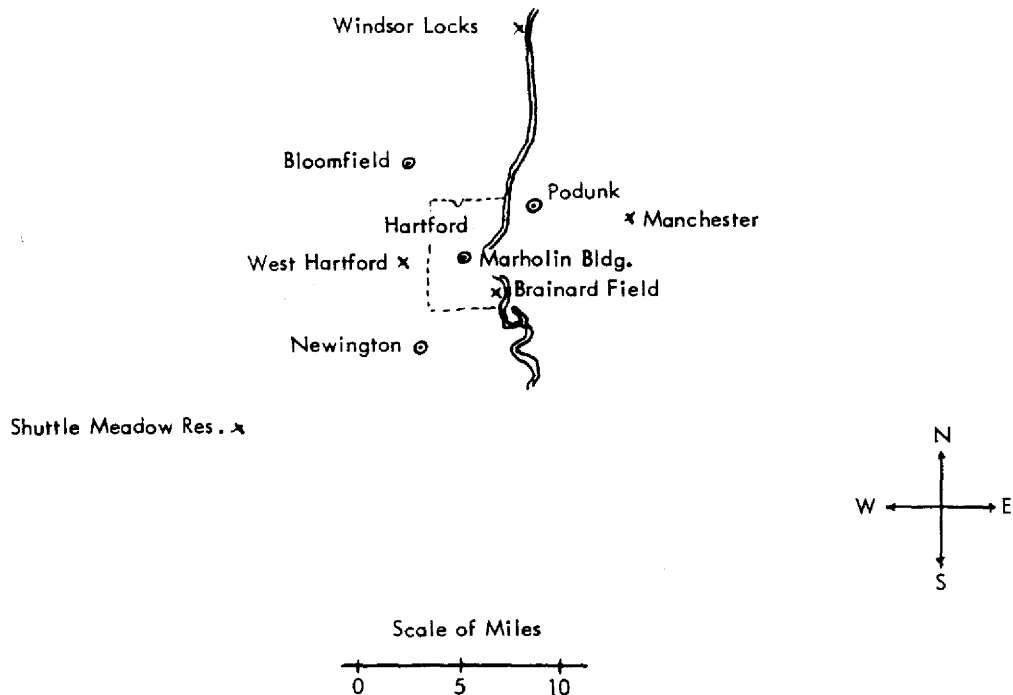 Windsor Locks
Bloomfield
Podunk
Hartford
Manchester
West Hartford
Marholin Bldg.
Brainard Field
Newington
Shuttle Meadow Res.
N
W E
S
Scale of Miles
0 5 10